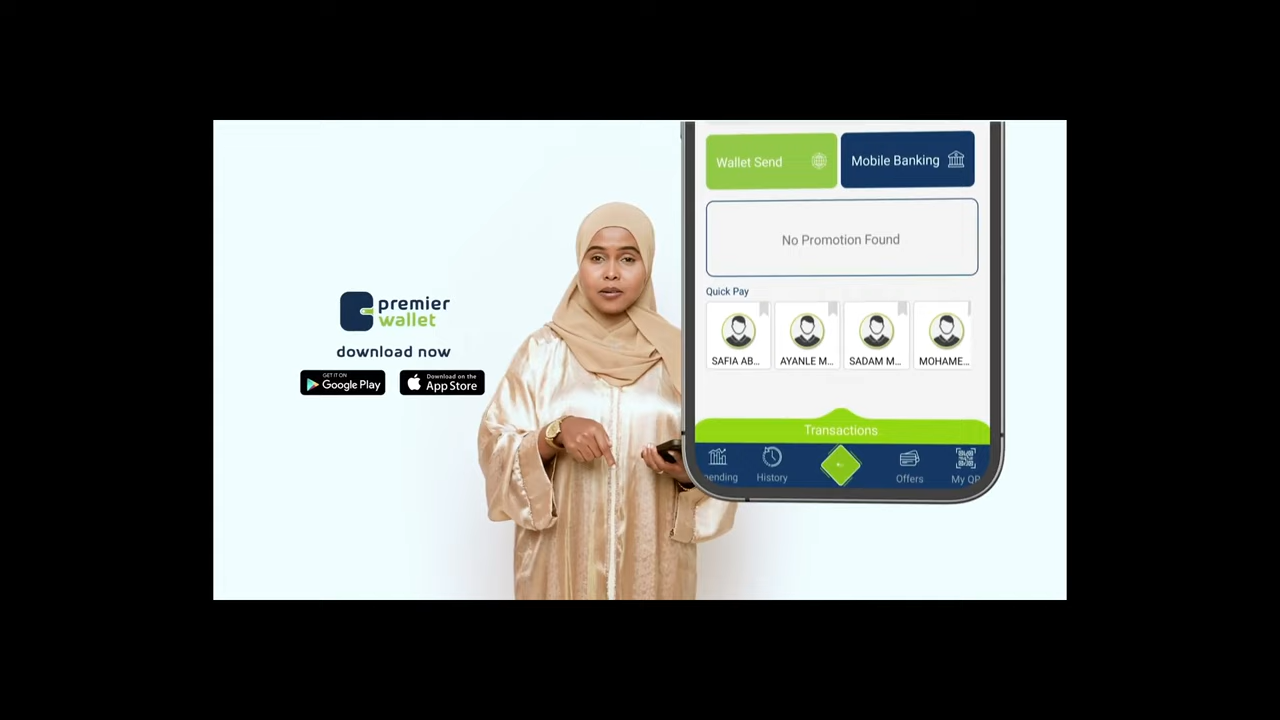 premier
wallet
download now
GET IT ON
Google Play
Download on the
App Store
Wallet Send
Mobile Banking
No Promotion Found
Quick Pay
SAFIA AB...
AYANLE M...
SADAM M...
MOHAME...
Transactions
pending
History
Offers
My QR